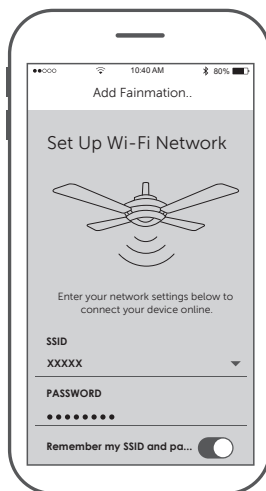 10:40 AM 80%
Add Fainmation..
Set Up Wi-Fi Network
Enter your network settings below to
connect your device online.
SSID
XXXXX
PASSWORD
Remember my SSID and pa...